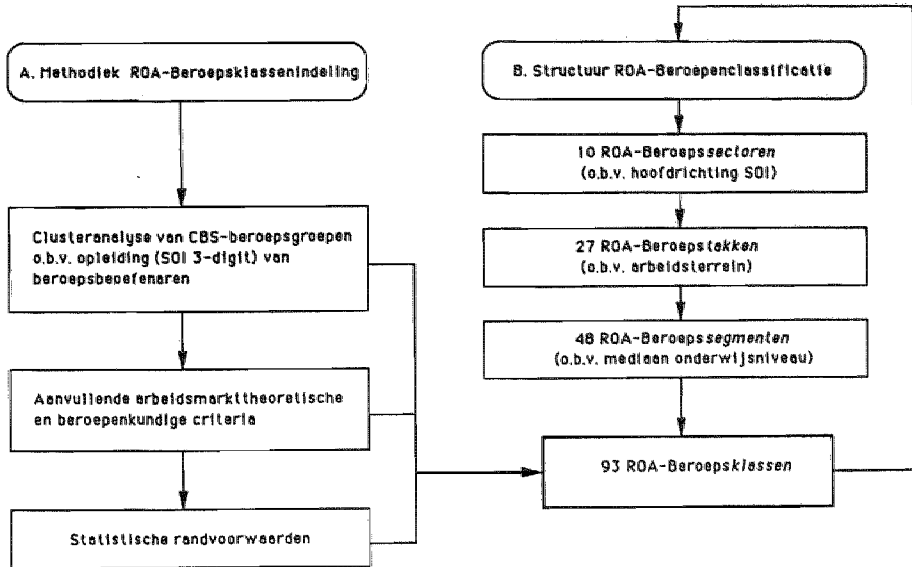 A. Methodiek ROA-Beroepsklassenindeling
Clusteranalyse van CBS-beroepsgroepen
o.b.v. opleiding (SOI 3-digit) van
beroepsbeoefenaren
Aanvullende arbeidsmarkttheoretische
en beroepenkundige criteria
Statistische randvoorwaarden
B. Structuur ROA-Beroepenclassificatie
10 ROA-Beroepssectoren
(o.b.v. hoofdrichting SOI)
27 ROA-Beroepstakken
(o.b.v. arbeidsterrein)
48 ROA-Beroepssegmenten
(o.b.v. mediaan onderwijsniveau)
93 ROA-Beroepsklassen